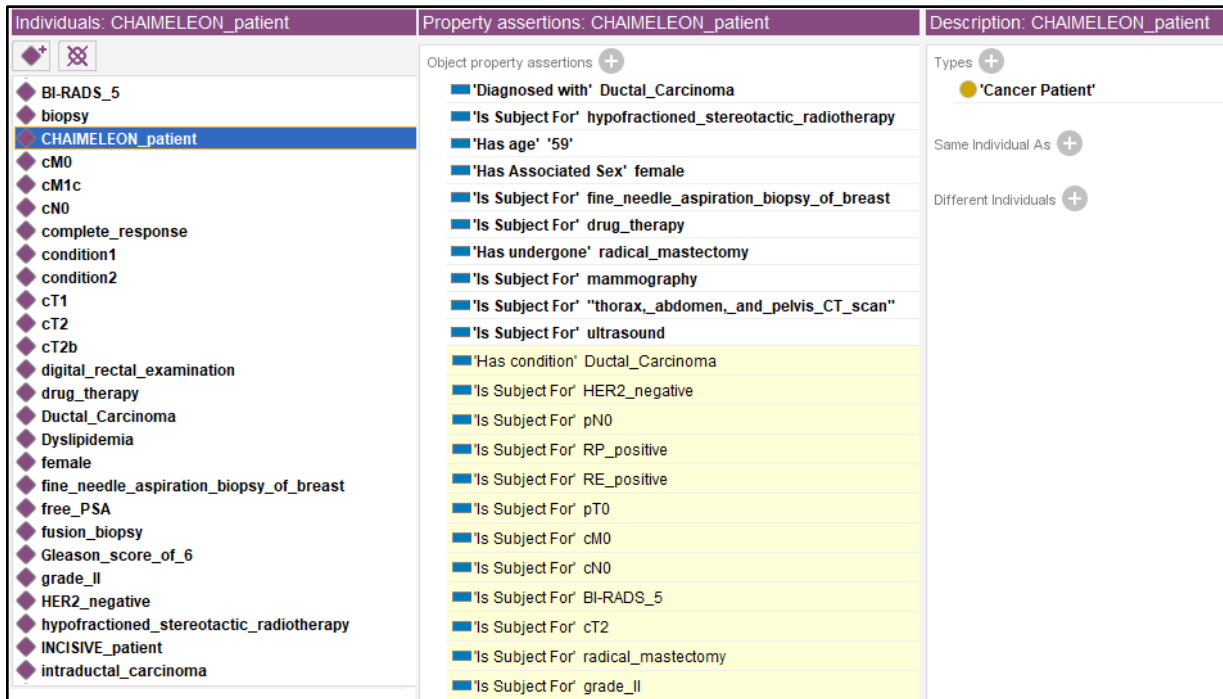 Individuals: CHAIMELEON_patient
BI-RADS_5
biopsy
CHAIMELEON_patient
cM0
cM1c
cN0
complete_response
condition1
condition2
cT1
cT2
cT2b
digital_rectal_examination
drug_therapy
Ductal_Carcinoma
Dyslipidemia
female
fine_needle_aspiration_biopsy_of_breast
free_PSA
fusion_biopsy
Gleason_score_of_6
grade_II
HER2_negative
hypofractioned_stereotactic_radiotherapy
INCISIVE_patient
intraductal_carcinoma
Property assertions: CHAIMELEON_patient
Object property assertions
'Diagnosed with' Ductal_Carcinoma
'Is Subject For' hypofractioned_stereotactic_radiotherapy
'Has age' '59'
'Has Associated Sex' female
'Is Subject For' fine_needle_aspiration_biopsy_of_breast
'Is Subject For' drug_therapy
'Has undergone' radical_mastectomy
'Is Subject For' mammography
'Is Subject For' "thorax,_abdomen,_and_pelvis_CT_scan"
'Is Subject For' ultrasound
'Has condition' Ductal_Carcinoma
'Is Subject For' HER2_negative
'Is Subject For' pN0
'Is Subject For' RP_positive
'Is Subject For' RE_positive
'Is Subject For' pT0
'Is Subject For' cM0
'Is Subject For' cN0
'Is Subject For' BI-RADS_5
'Is Subject For' cT2
'Is Subject For' radical_mastectomy
'Is Subject For' grade_II
Description: CHAIMELEON_patient
Types
'Cancer Patient'
Same Individual As
Different Individuals